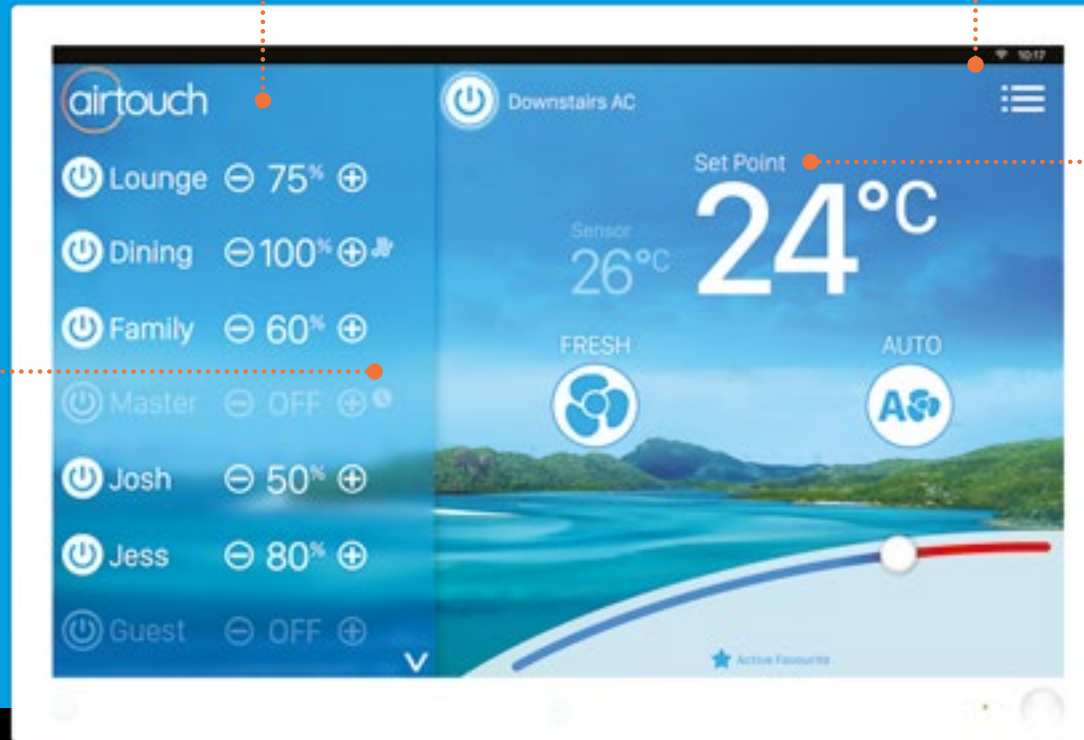 10:17
airtouch
Downstairs AC
Lounge 75%
Set Point
24°C
Dining 100%
Sensor
26°C
Family 60%
FRESH
AUTO
Master OFF
A
Josh 50%
Jess 80%
Guest OFF
Active Favourite